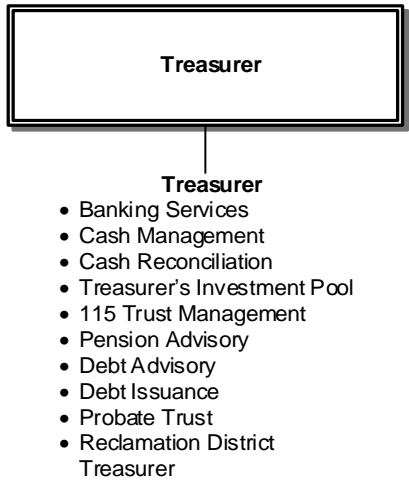 Treasurer
Treasurer
• Banking Services
• Cash Management
• Cash Reconciliation
• Treasurer's Investment Pool
• 115 Trust Management
• Pension Advisory
• Debt Advisory
• Debt Issuance
• Probate Trust
• Reclamation District
Treasurer